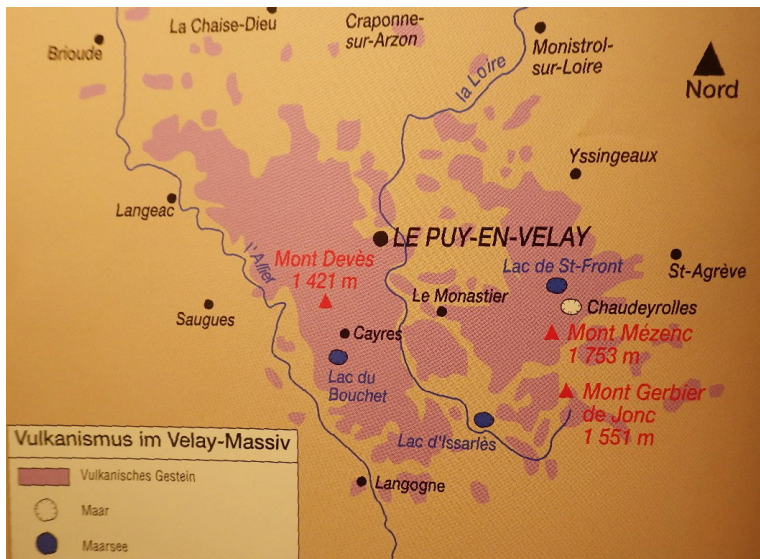 La Chaise-Dieu
Craponne-
sur-Arzon
Brioude
Monistrol-
sur-Loire
la Loire
Nord
Yssingeaux
Langeac
LE PUY-EN-VELAY
l'Allier
Mont Devès
1 421 m
Lac de St-Front
St-Agrève
Saugues
Le Monastier
Chaudeyrolles
Cayres
Mont Mézenc
1 753 m
Lac du
Bouchet
Mont Gerbier
de Jonc
1 551 m
Lac d'Issarlès
Langogne
Vulkanismus im Velay-Massiv
Vulkanisches Gestein
Maar
Maarsee